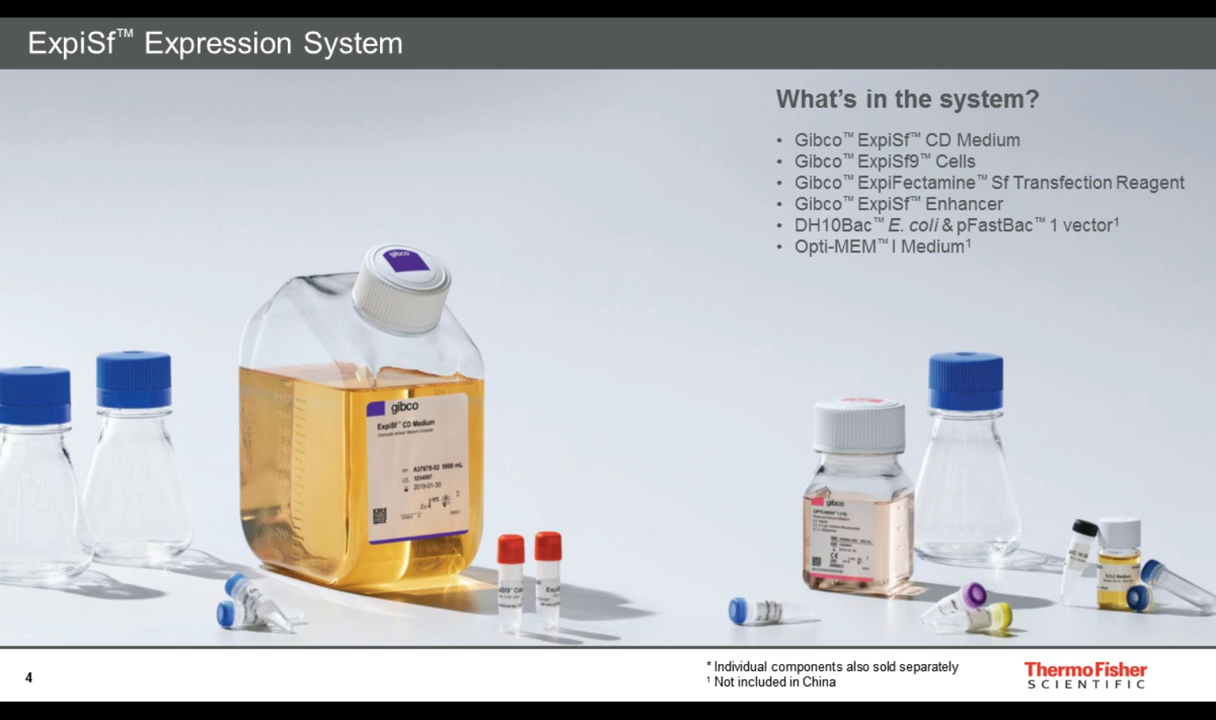 ExpiSf™ Expression System
What's in the system?
• Gibco™ ExpiSf™ CD Medium
• Gibco™ ExpiSf9™ Cells
• Gibco™ ExpiFectamine™ Sf Transfection Reagent
• Gibco™ ExpiSf™ Enhancer
• DH10Bac™ E. coli & pFastBac™ 1 vector¹
• Opti-MEM™ I Medium¹
gibco
gibco
ExpiSf™ CD Medium
A37678-02 1000 mL
1234567
2019-01-30
gibco
S.O.C Medium
* Individual components also sold separately
¹ Not included in China
4
ThermoFisher
SCIENTIFIC